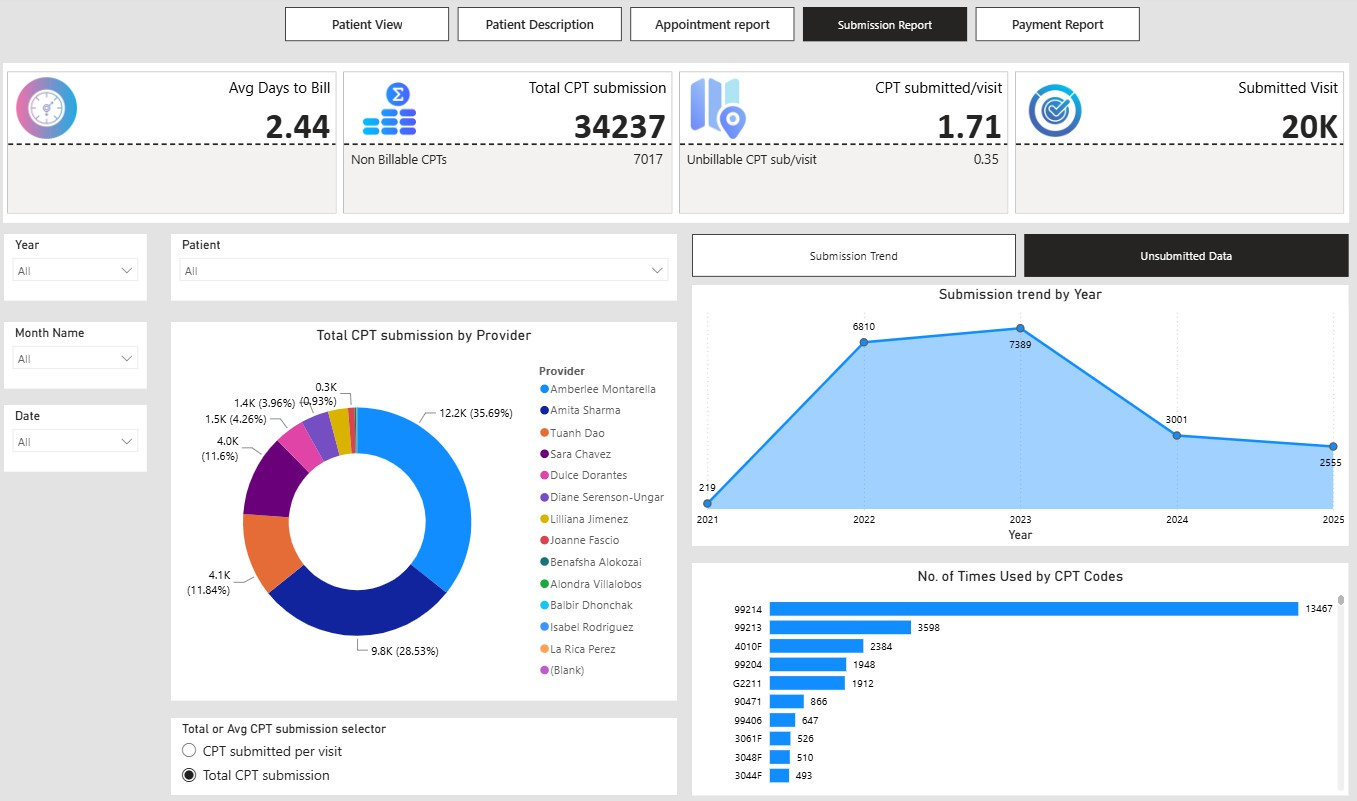 Patient View
Patient Description
Appointment report
Submission Report
Payment Report
Avg Days to Bill
2.44
Total CPT submission
34237
Non Billable CPTs 7017
CPT submitted/visit
1.71
Unbillable CPT sub/visit 0.35
Submitted Visit
20K
Year
All
Month Name
All
Date
All
Patient
All
Total CPT submission by Provider
0.3K
(0.93%)
1.4K (3.96%)
1.5K (4.26%)
4.0K
(11.6%)
4.1K
(11.84%)
9.8K (28.53%)
12.2K (35.69%)
Provider
Amberlee Montarella
Amita Sharma
Tuanh Dao
Sara Chavez
Dulce Dorantes
Diane Serenson-Ungar
Liliana Jimenez
Joanne Fascio
Benafsha Alokozai
Alondra Villalobos
Balbir Dhonchak
Isabel Rodriguez
La Rica Perez
(Blank)
Total or Avg CPT submission selector
CPT submitted per visit
Total CPT submission
Submission Trend
Unsubmitted Data
Submission trend by Year
219
6810
7389
3001
2555
2021 2022 2023 2024 2025
Year
No. of Times Used by CPT Codes
99214 13467
99213 3598
4010F 2384
99204 1948
G2211 1912
90471 866
99406 647
3061F 526
3048F 510
3044F 493